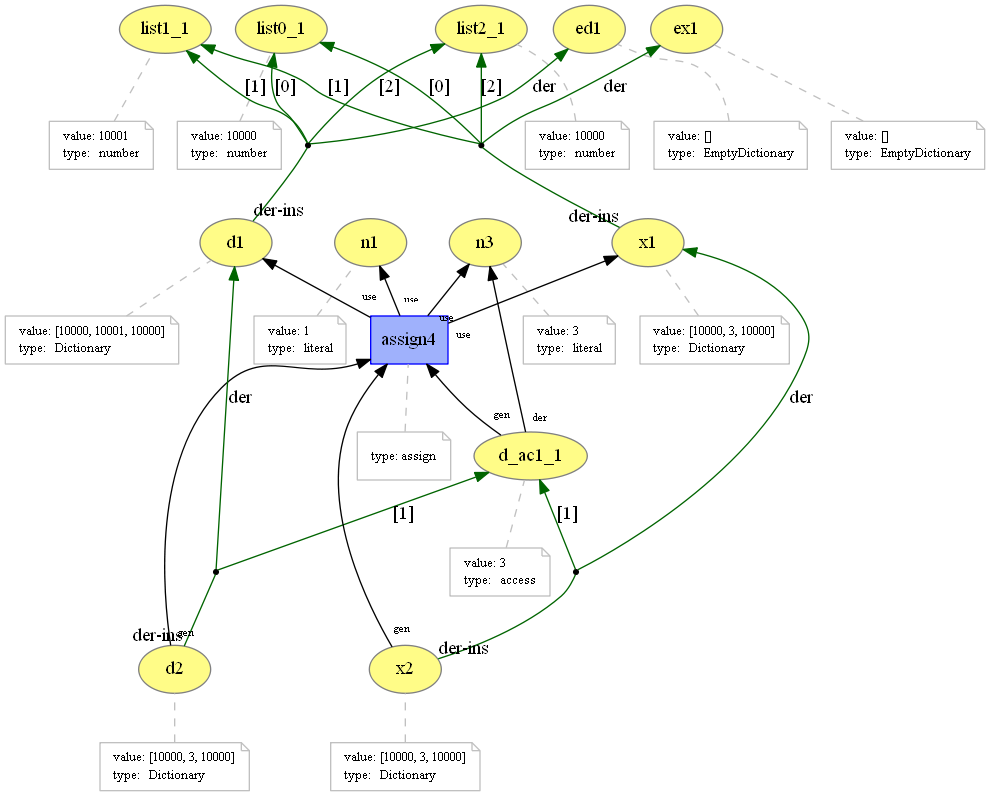 list1_1
list0_1
list2_1
ed1
ex1
[1]
[0]
[1]
[2]
[0]
[2]
der
der
value: 10001
type: number
value: 10000
type: number
value: 10000
type: number
value: []
type: EmptyDictionary
value: []
type: EmptyDictionary
der-ins
der-ins
d1
n1
n3
x1
use
use
use
use
value: [10000, 10001, 10000]
type: Dictionary
value: 1
type: literal
assign4
value: 3
type: literal
value: [10000, 3, 10000]
type: Dictionary
der
der
gen
der
type: assign
d_ac1_1
[1]
[1]
value: 3
type: access
der-ins
gen
gen
der-ins
d2
x2
value: [10000, 3, 10000]
type: Dictionary
value: [10000, 3, 10000]
type: Dictionary